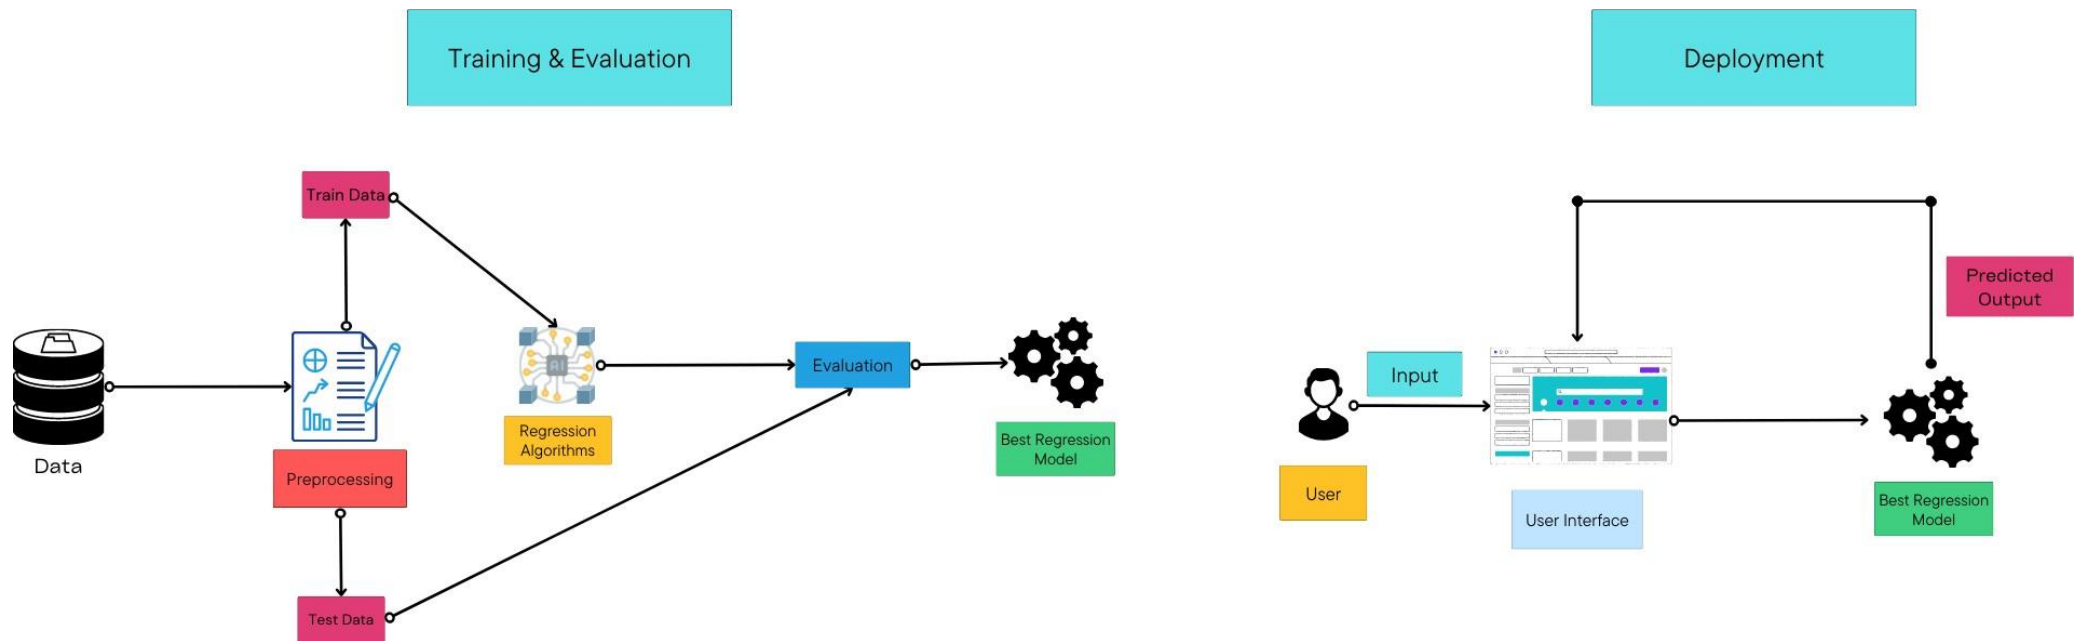 Training & Evaluation
Deployment
Train Data
Predicted
Output
Evaluation
AI
Input
Regression
Algorithms
Best Regression
Model
Data
Preprocessing
User
User Interface
Best Regression
Model
Test Data